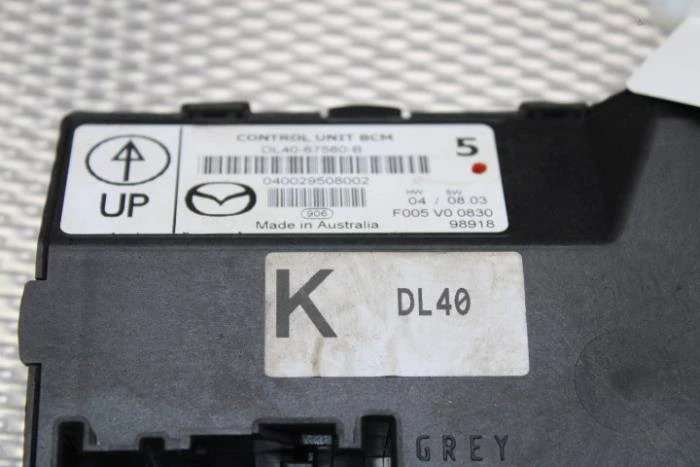 CONTROL UNIT BCM
DL40-67560-B
5
040029508002
HW SW
04 / 08.03
F005 V0 0830
98918
906
Made in Australia
UP
K
DL40
GREY